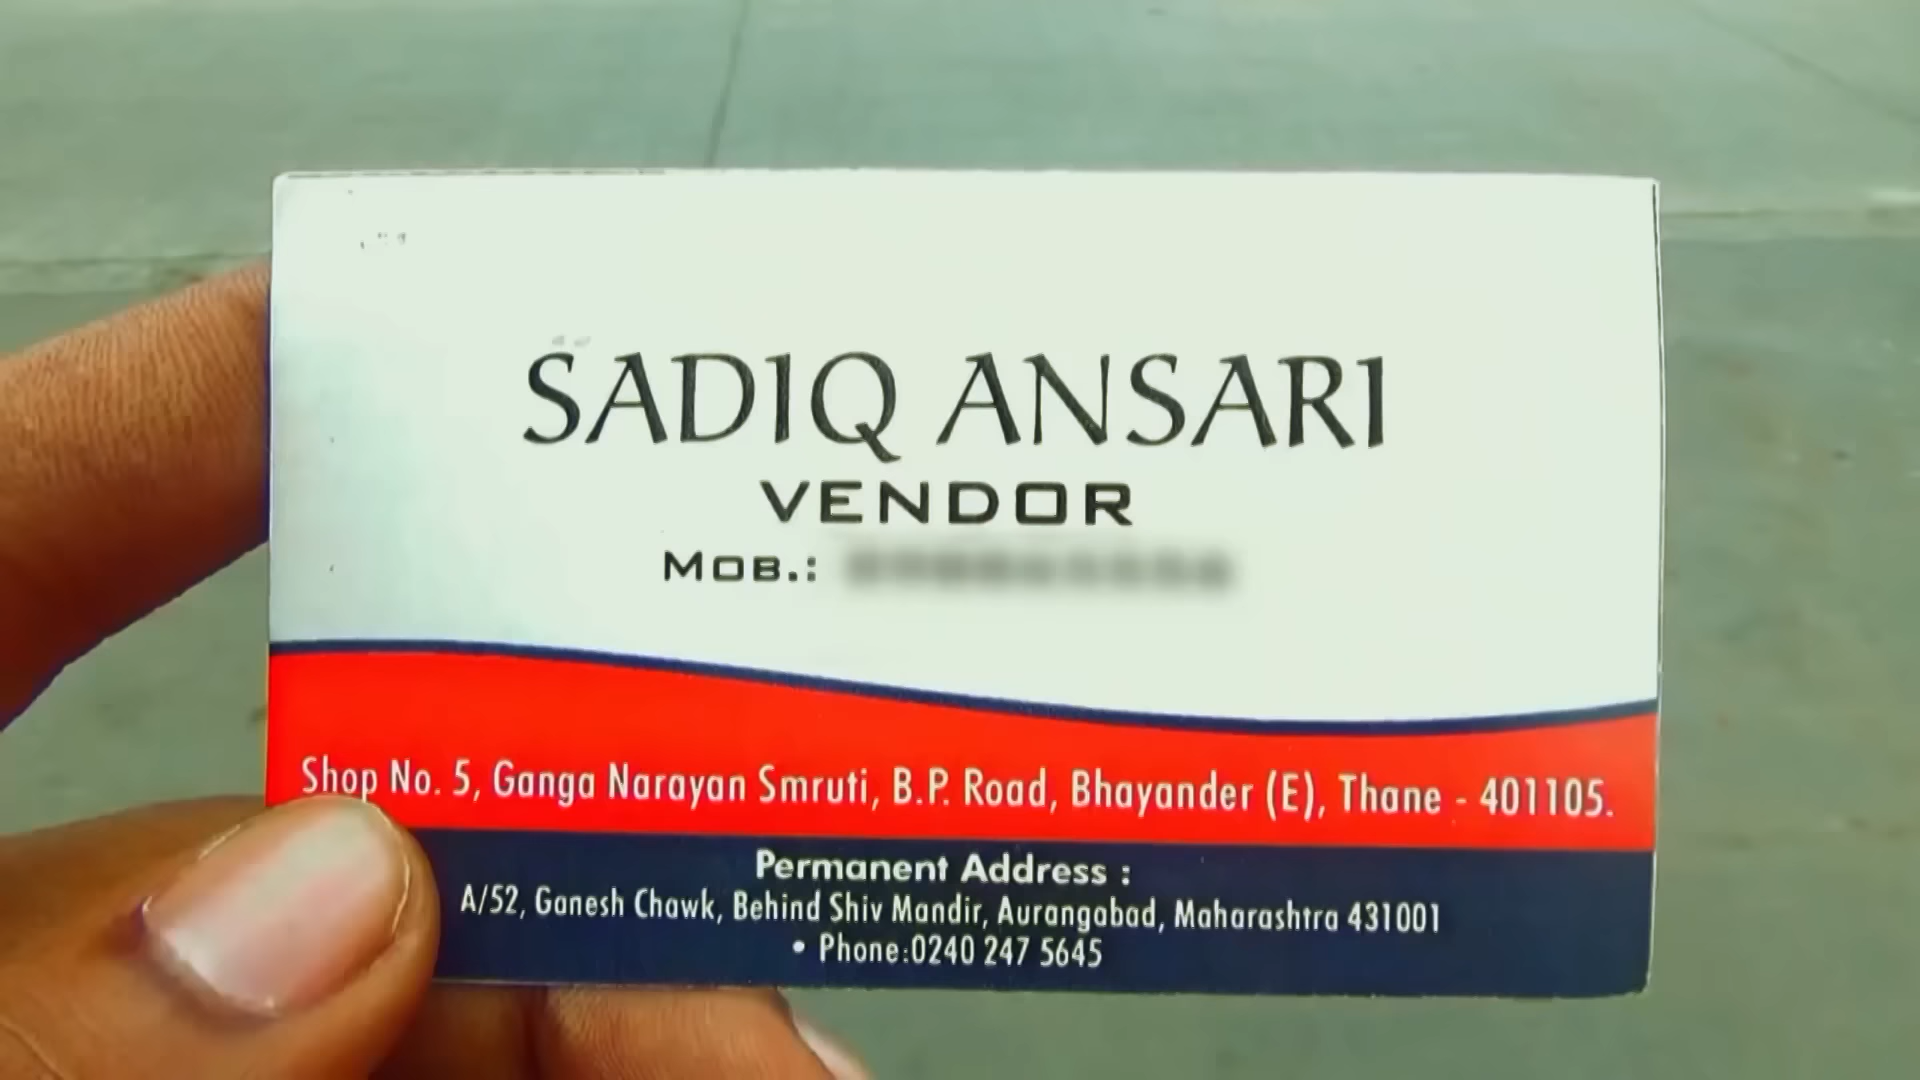 SADIQ ANSARI
VENDOR
MOB.:
Shop No. 5, Ganga Narayan Smruti, B.P. Road, Bhayander (E), Thane - 401105.
Permanent Address :
A/52, Ganesh Chawk, Behind Shiv Mandir, Aurangabad, Maharashtra 431001
• Phone:0240 247 5645